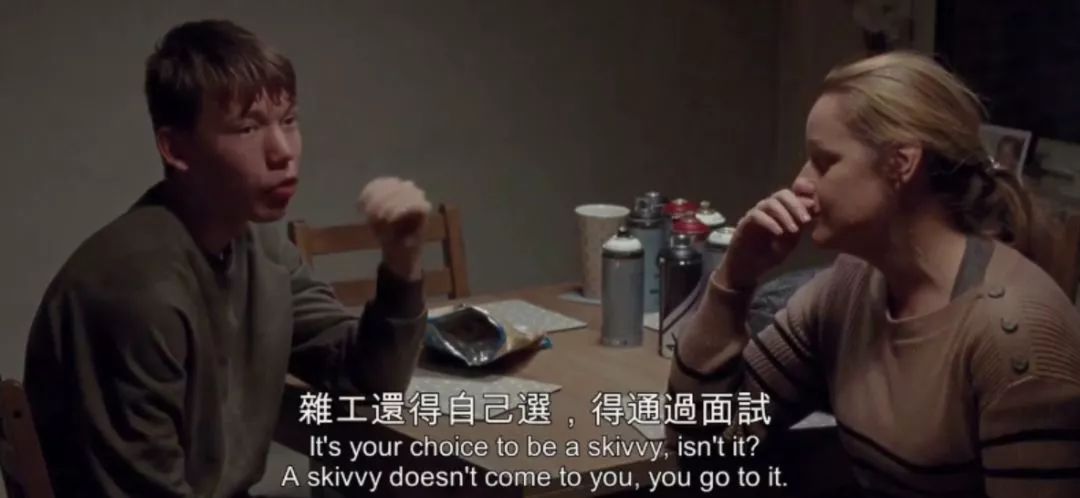 雜工還得自己選，得通過面試
It's your choice to be a skivvy, isn't it?
A skivvy doesn't come to you, you go to it.